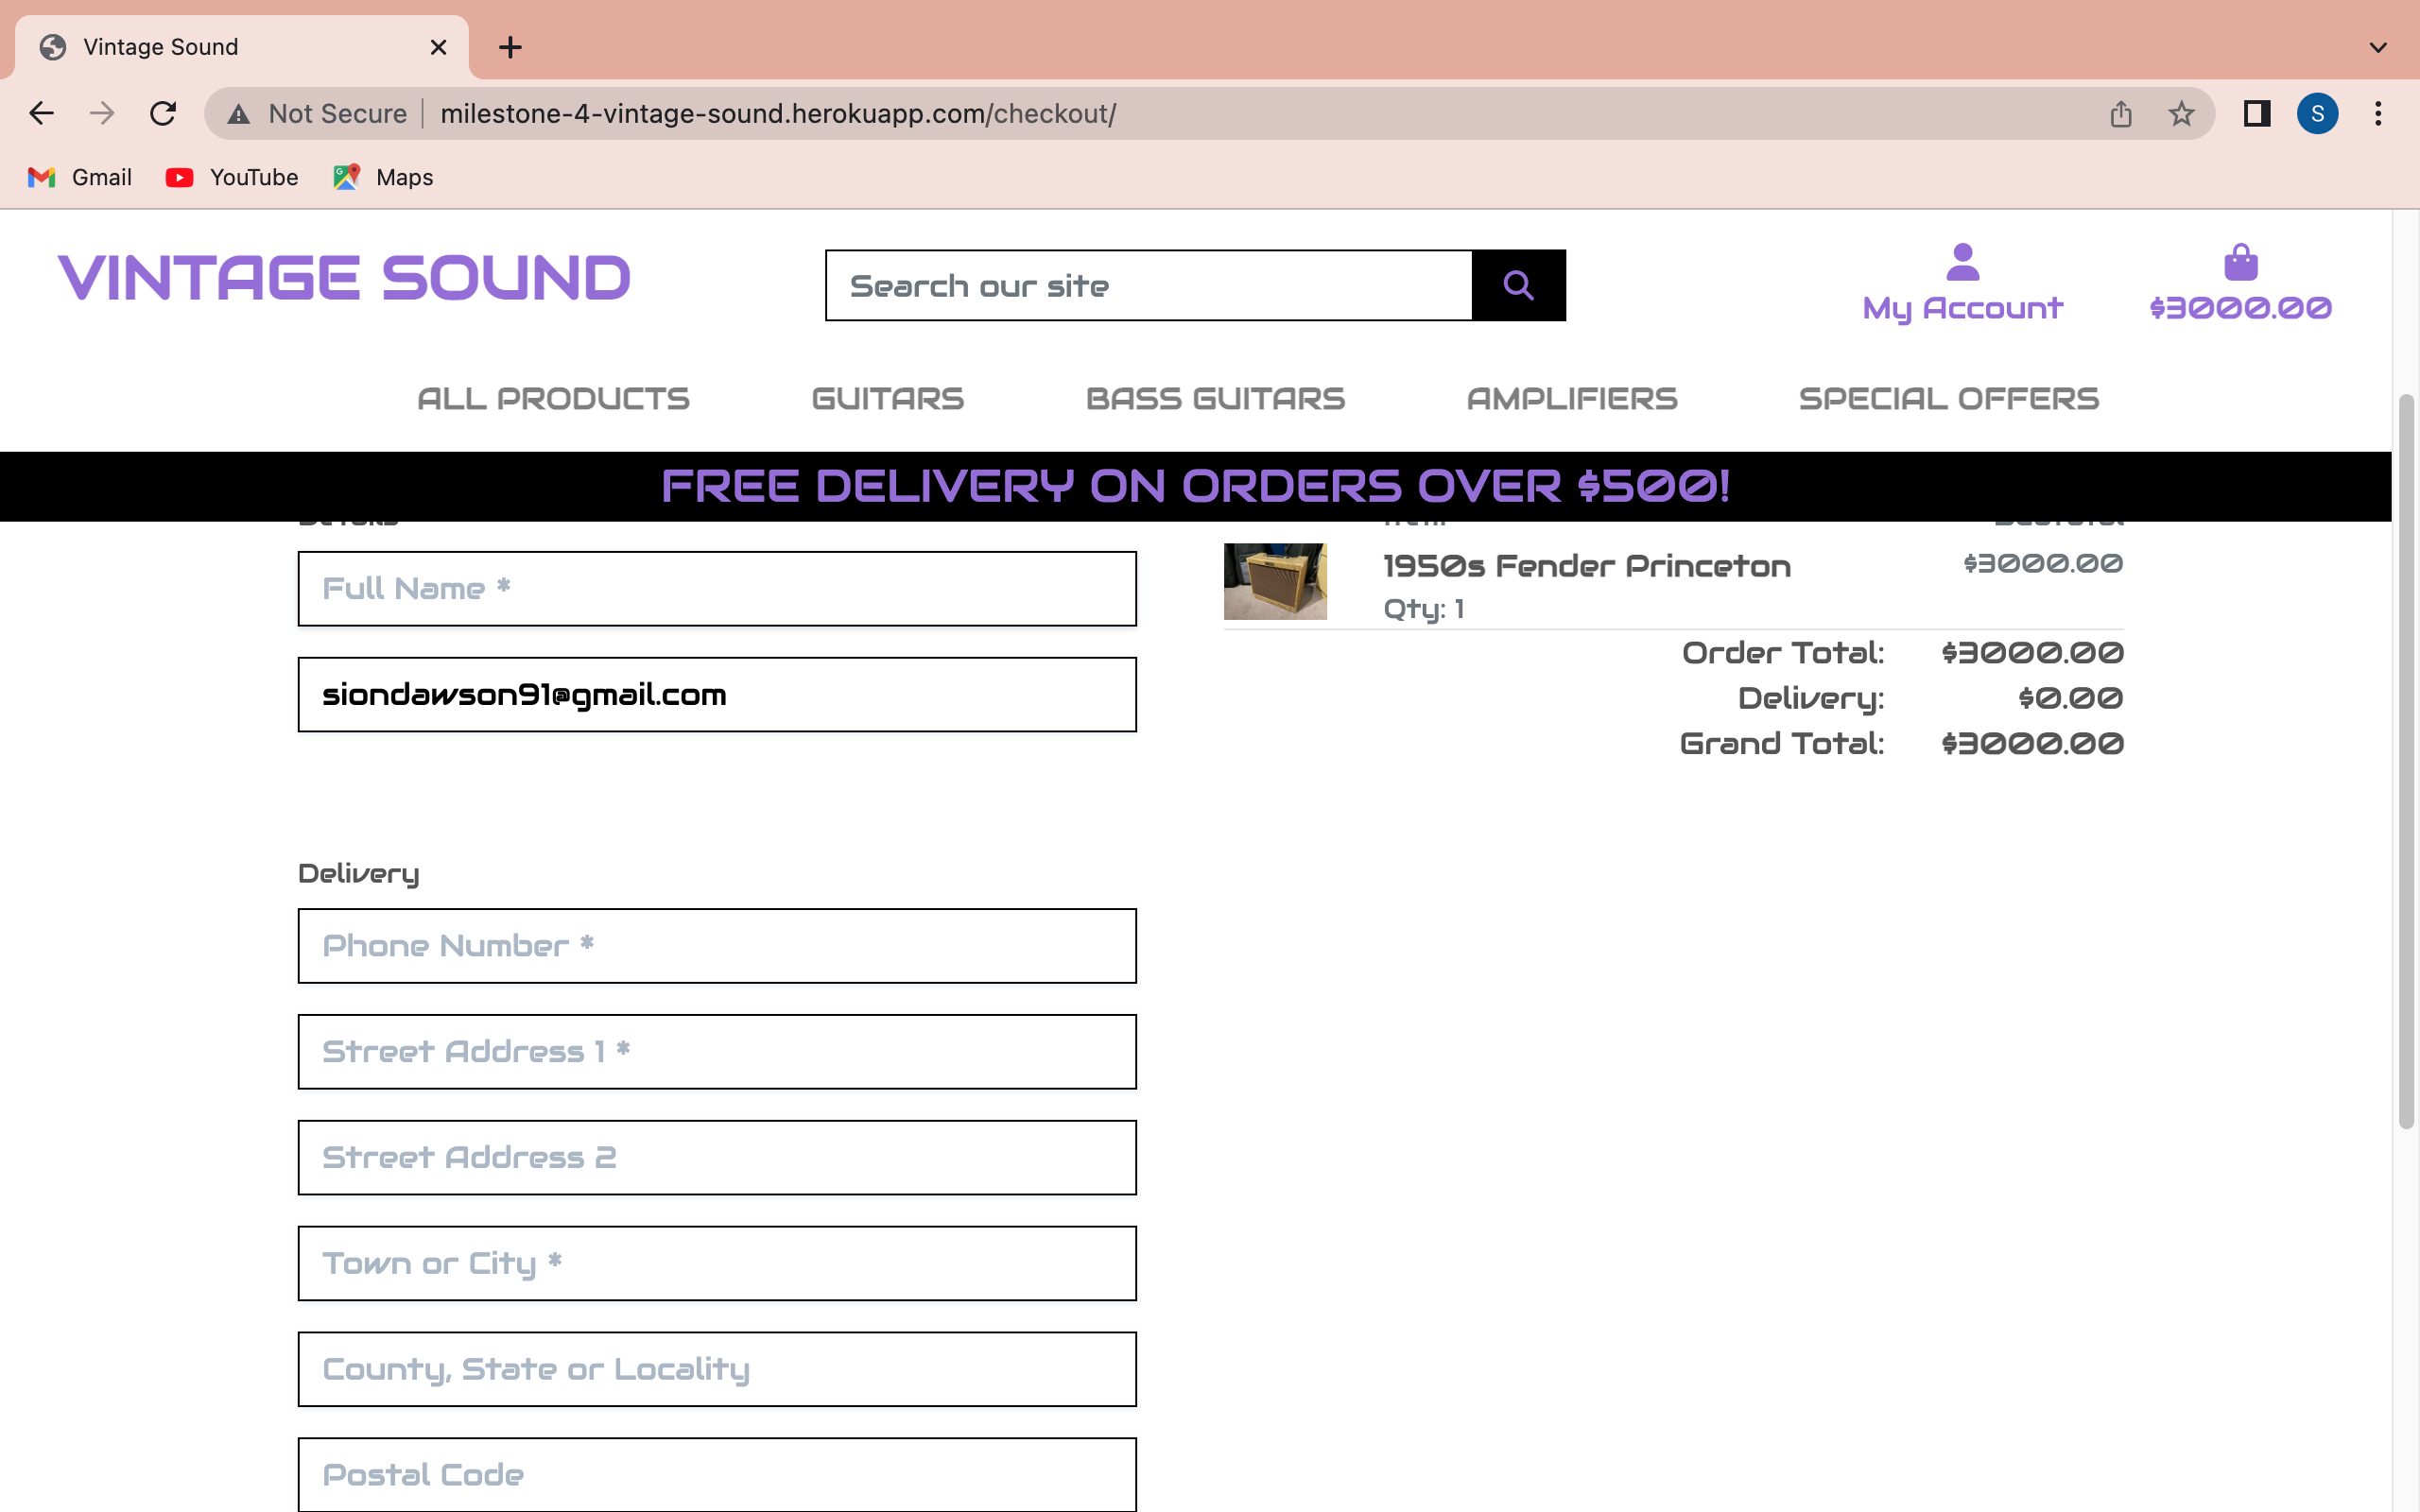 Vintage Sound
Not Secure
milestone-4-vintage-sound.herokuapp.com/checkout/
S
Gmail
YouTube
Maps
VINTAGE SOUND
Search our site
My Account
$3000.00
ALL PRODUCTS
GUITARS
BASS GUITARS
AMPLIFIERS
SPECIAL OFFERS
FREE DELIVERY ON ORDERS OVER $500!
Full Name *
siondawson91@gmail.com
1950s Fender Princeton
$3000.00
Qty: 1
Order Total: $3000.00
Delivery: $0.00
Grand Total: $3000.00
Delivery
Phone Number *
Street Address 1 *
Street Address 2
Town or City *
County, State or Locality
Postal Code